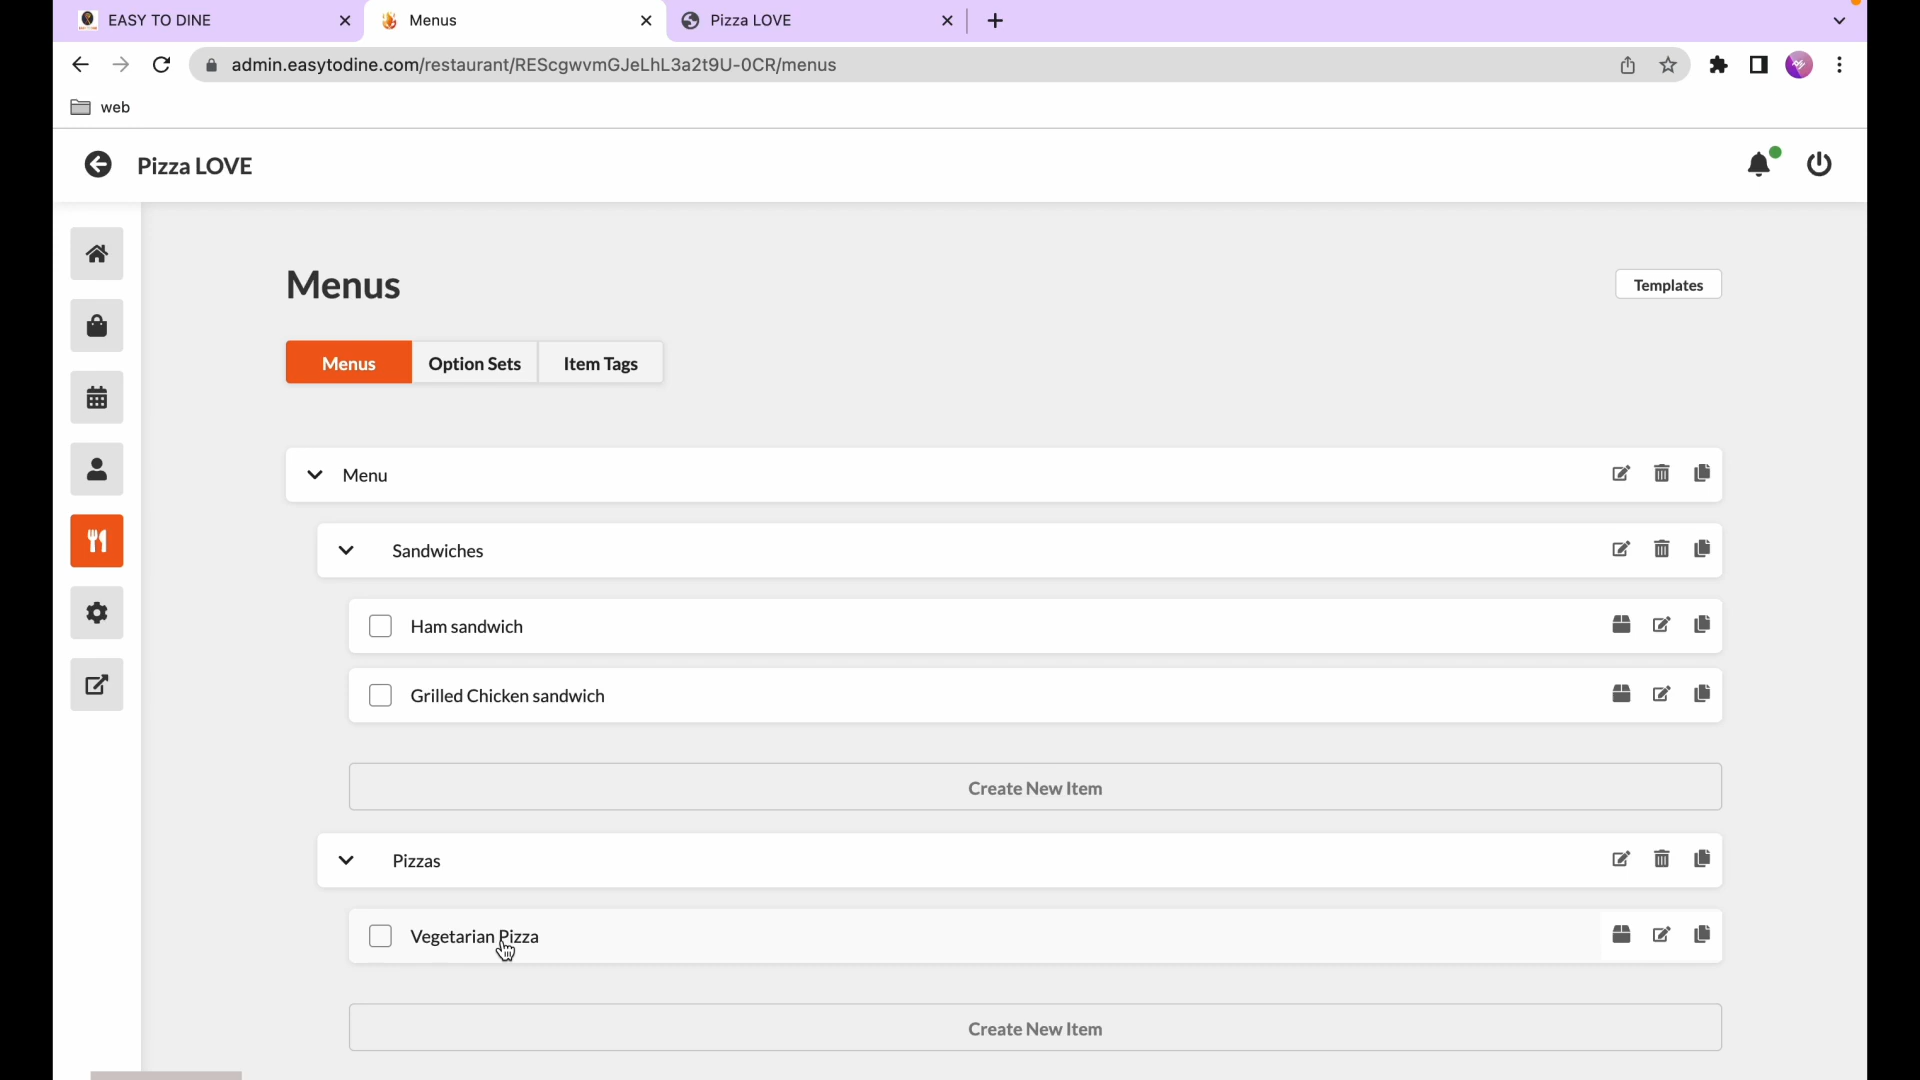 EASY TO DINE
Menus
Pizza LOVE
admin.easytodine.com/restaurant/REScgwvmGJeLhL3a2t9U-0CR/menus
web
Pizza LOVE
Menus
Templates
Menus
Option Sets
Item Tags
Menu
Sandwiches
Ham sandwich
Grilled Chicken sandwich
Create New Item
Pizzas
Vegetarian Pizza
Create New Item